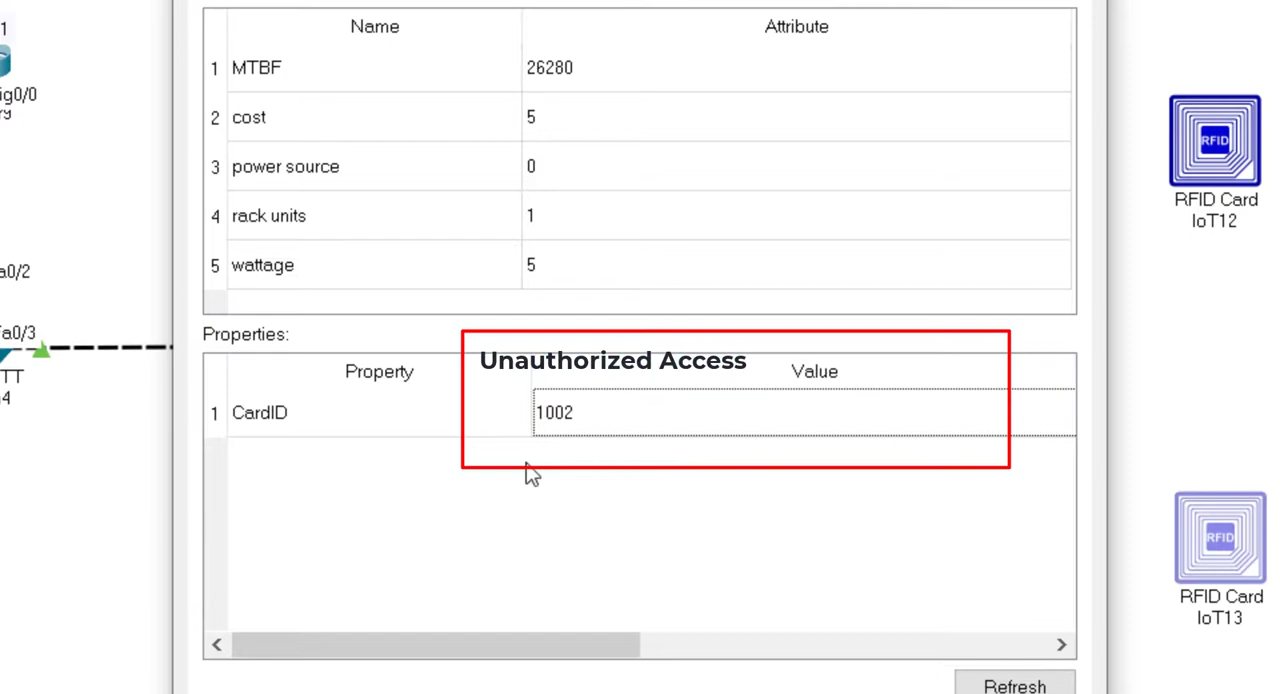 1
ig0/0
ry
a0/2
Fa0/3
TT
4
Name Attribute
1 MTBF 26280
2 cost 5
3 power source 0
4 rack units 1
5 wattage 5
Properties:
Unauthorized Access
Property Value
1 CardID 1002
Refresh
RFID
RFID Card
IoT12
RFID
RFID Card
IoT13